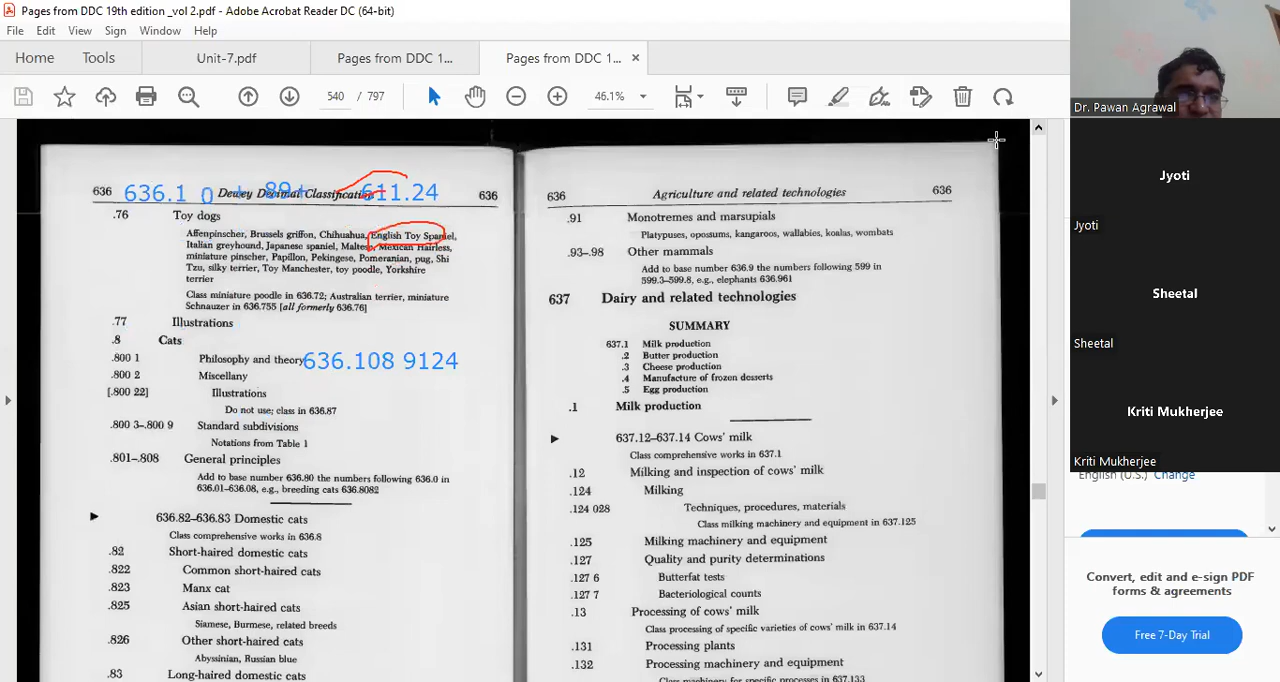 Pages from DDC 19th edition _vol 2.pdf - Adobe Acrobat Reader DC (64-bit)
File Edit View Sign Window Help
Home Tools Unit-7.pdf Pages from DDC 1... Pages from DDC 1... ×
540 / 797 46.1%
636 Dewey Decimal Classification 636
636.1 0 + 89+ 611.24
.76 Toy dogs
Affenpinscher, Brussels griffon, Chihuahua, English Toy Spaniel,
Italian greyhound, Japanese spaniel, Maltese, Mexican Hairless,
miniature pinscher, Papillon, Pekingese, Pomeranian, pug, Shi
Tzu, silky terrier, Toy Manchester, toy poodle, Yorkshire
terrier
Class miniature poodle in 636.72; Australian terrier, miniature
Schnauzer in 636.755 [all formerly 636.76]
.77 Illustrations
.8 Cats
.800 1 Philosophy and theory
636.108 9124
.800 2 Miscellany
[.800 22] Illustrations
Do not use; class in 636.87
.800 3–.800 9 Standard subdivisions
Notations from Table 1
.801–.808 General principles
Add to base number 636.80 the numbers following 636.0 in
636.01–636.08, e.g., breeding cats 636.8082
636.82–636.83 Domestic cats
Class comprehensive works in 636.8
.82 Short-haired domestic cats
.822 Common short-haired cats
.823 Manx cat
.825 Asian short-haired cats
Siamese, Burmese, related breeds
.826 Other short-haired cats
Abyssinian, Russian blue
.83 Long-haired domestic cats
636 Agriculture and related technologies 636
.91 Monotremes and marsupials
Platypuses, opossums, kangaroos, wallabies, koalas, wombats
.93–.98 Other mammals
Add to base number 636.9 the numbers following 599 in
599.3–599.8, e.g., elephants 636.961
637 Dairy and related technologies
SUMMARY
637.1 Milk production
.2 Butter production
.3 Cheese production
.4 Manufacture of frozen desserts
.5 Egg production
.1 Milk production
637.12–637.14 Cows' milk
Class comprehensive works in 637.1
.12 Milking and inspection of cows' milk
.124 Milking
.124 028 Techniques, procedures, materials
Class milking machinery and equipment in 637.125
.125 Milking machinery and equipment
.127 Quality and purity determinations
.127 6 Butterfat tests
.127 7 Bacteriological counts
.13 Processing of cows' milk
Class processing of specific varieties of cows' milk in 637.14
.131 Processing plants
.132 Processing machinery and equipment
Class machinery for specific processes in 637.133
Dr. Pawan Agrawal
Jyoti
Jyoti
Sheetal
Sheetal
Kriti Mukherjee
Kriti Mukherjee
English (U.S.) Change
Convert, edit and e-sign PDF
forms & agreements
Free 7-Day Trial